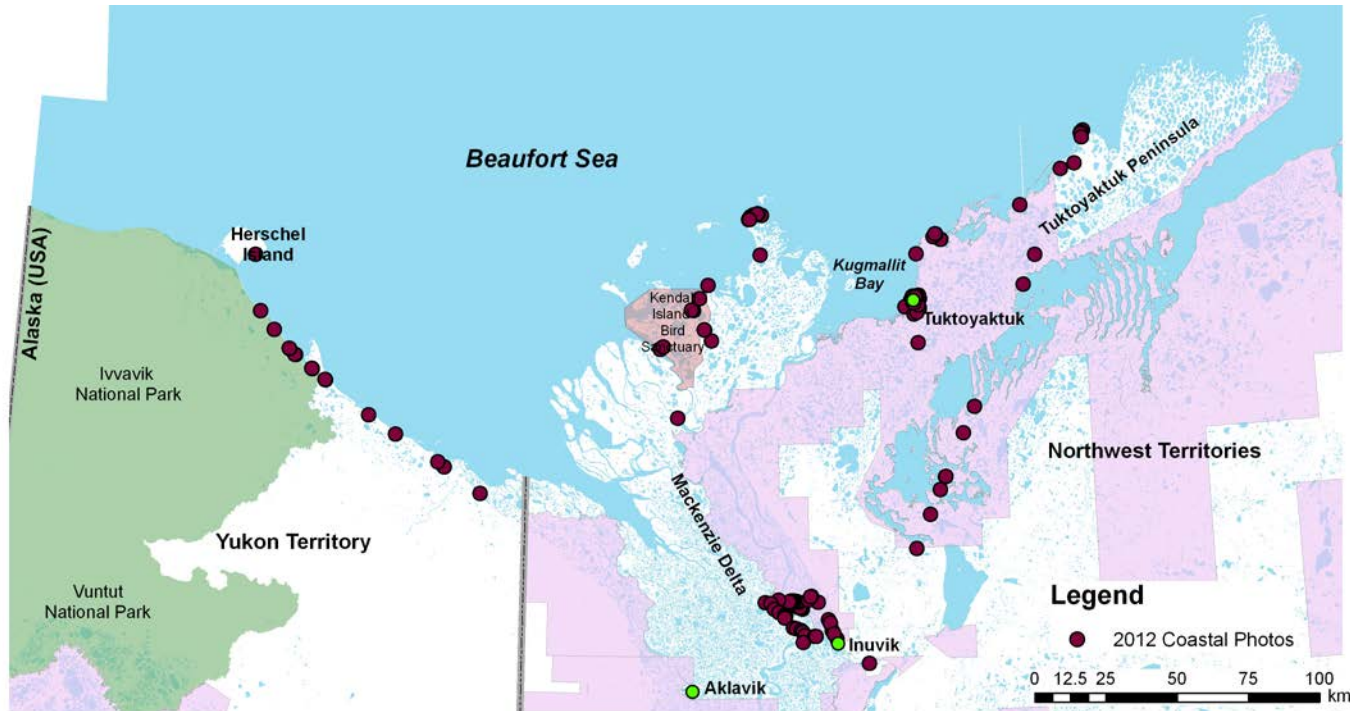 Beaufort Sea
Herschel
Island
Alaska (USA)
Ivvavik
National Park
Yukon Territory
Vuntut
National Park
Kendall
Island
Bird
Sanctuary
Kugmallit
Bay
Tuktoyaktuk
Tuktoyaktuk Peninsula
Mackenzie Delta
Northwest Territories
Inuvik
Aklavik
Legend
2012 Coastal Photos
0 12.5 25 50 75 100
km